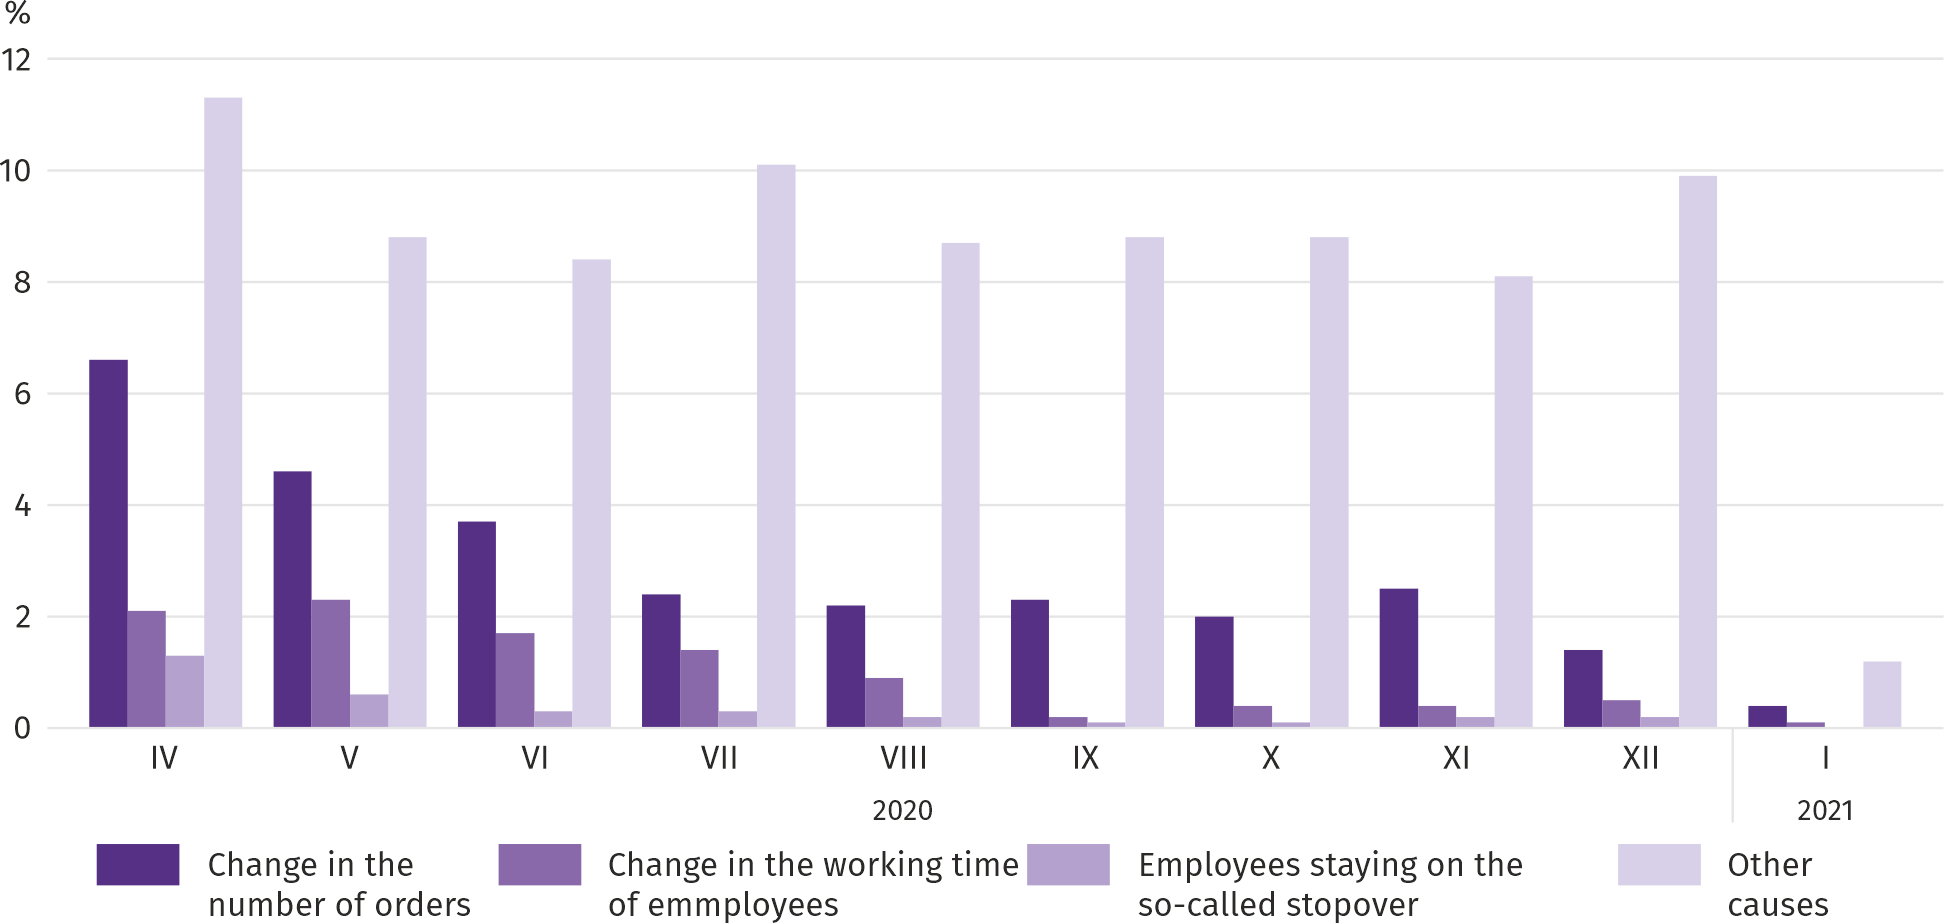 %
12
10
8
6
4
2
0
IV V VI VII VIII IX X XI XII I
2020 2021
Change in the
number of orders
Change in the working time
of emmployees
Employees staying on the
so-called stopover
Other
causes